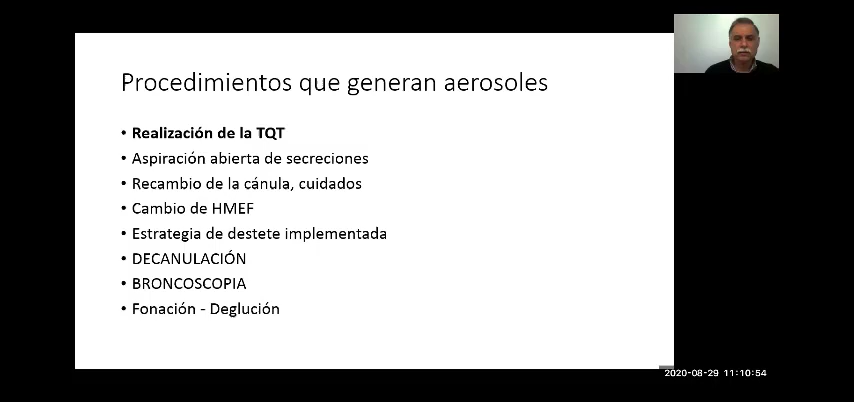 Procedimientos que generan aerosoles
• Realización de la TQT
• Aspiración abierta de secreciones
• Recambio de la cánula, cuidados
• Cambio de HMEF
• Estrategia de destete implementada
• DECANULACIÓN
• BRONCOSCOPIA
• Fonación - Deglución
2020-08-29 11:10:54